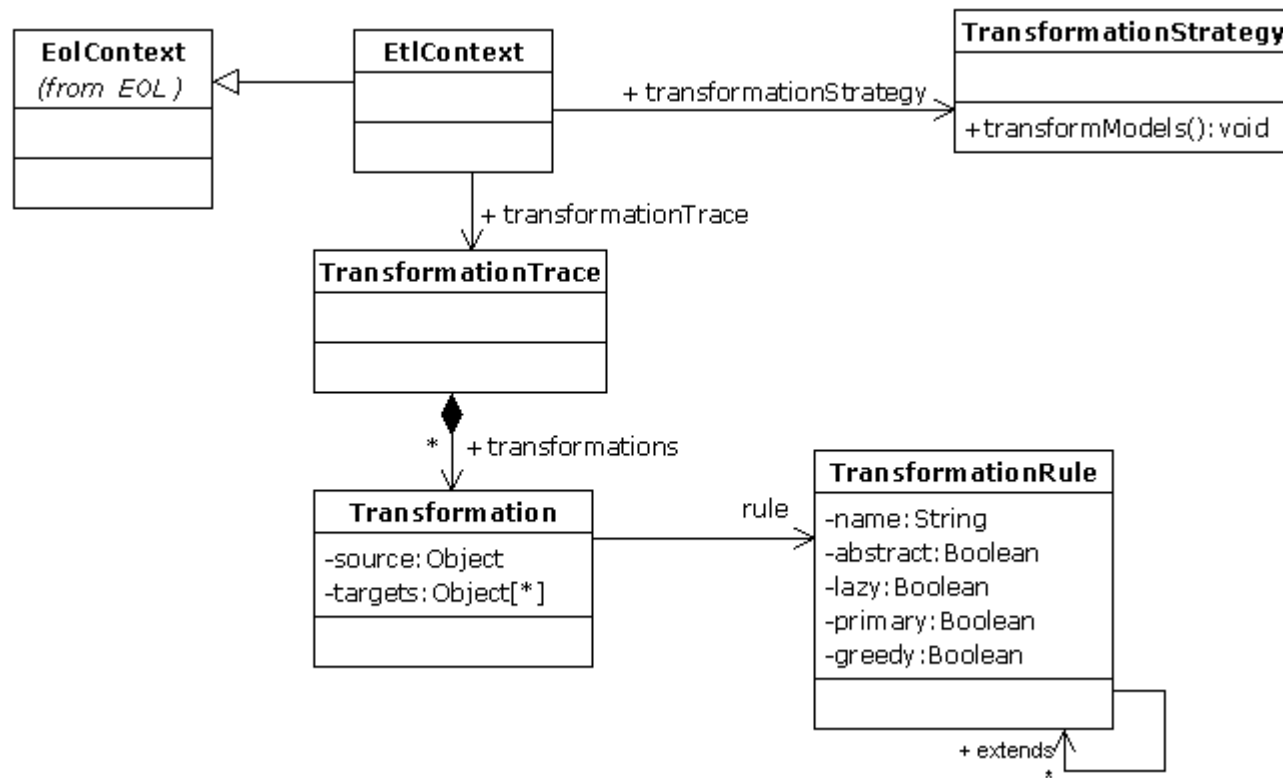 EolContext
(from EOL)
EtlContext
TransformationStrategy
+transformModels():void
+ transformationStrategy
+ transformationTrace
TransformationTrace
*
+ transformations
Transformation
-source:Object
-targets:Object[*]
rule
TransformationRule
-name:String
-abstract:Boolean
-lazy:Boolean
-primary:Boolean
-greedy:Boolean
+ extends
*